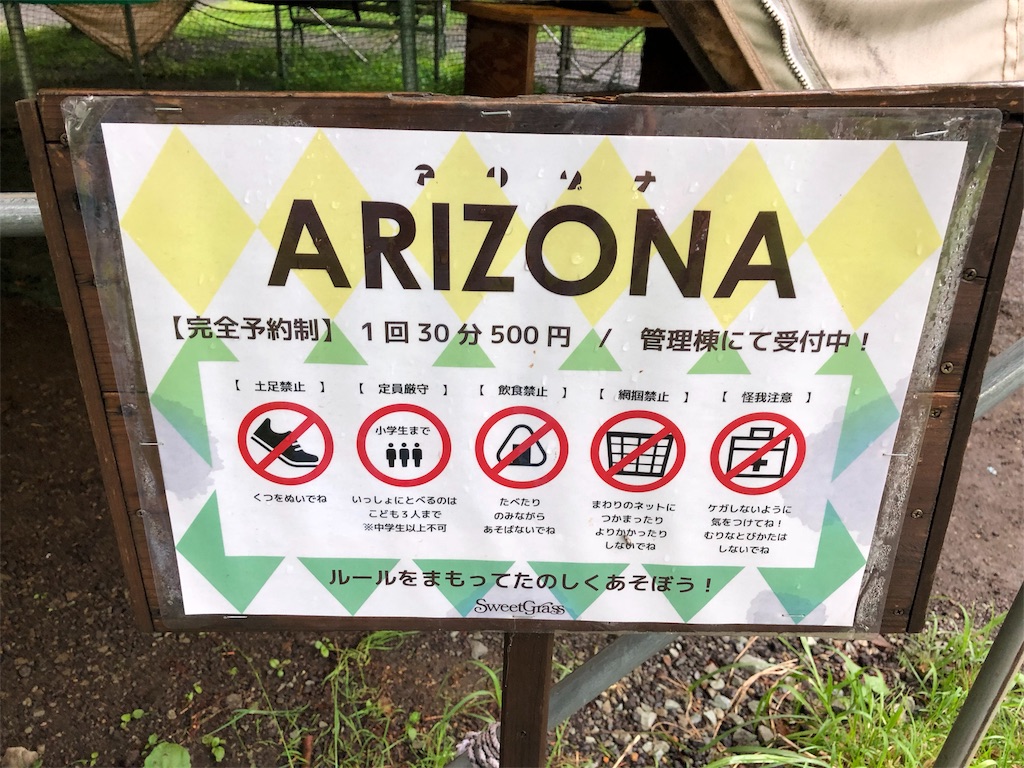 アリゾナ
ARIZONA
【完全予約制】 1回30分500円 / 管理棟にて受付中！
【 土足禁止 】 【 定員厳守 】 【 飲食禁止 】 【 網掴禁止 】 【 怪我注意 】
小学生まで
くつをぬいでね
いっしょにとべるのは
こども3人まで
※中学生以上不可
たべたり
のみながら
あそばないでね
まわりのネットに
つかまったり
よりかかったり
しないでね
ケガしないように
気をつけてね！
むりなとびかたは
しないでね
ルールをまもってたのしくあそぼう！
SweetGrass